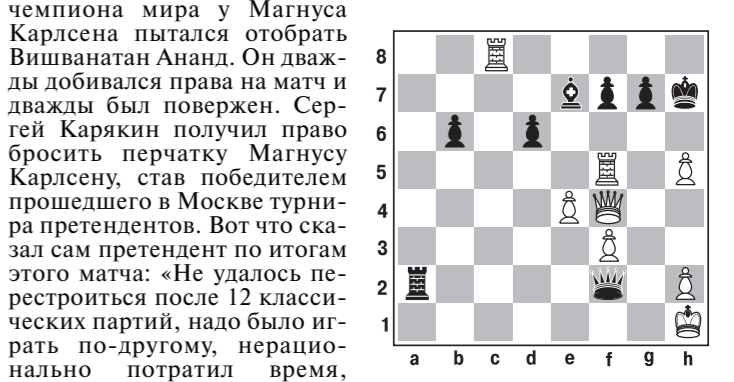 чемпиона мира у Магнуса
Карлсена пытался отобрать
Вишванатан Ананд. Он дваж-
ды добивался права на матч и
дважды был повержен. Сер-
гей Карякин получил право
бросить перчатку Магнусу
Карлсену, став победителем
прошедшего в Москве турни-
ра претендентов. Вот что ска-
зал сам претендент по итогам
этого матча: «Не удалось пе-
рестроиться после 12 класси-
ческих партий, надо было иг-
рать по-другому, нерацио-
нально потратил время,
8
7
6
5
4
3
2
1
a b c d e f g h